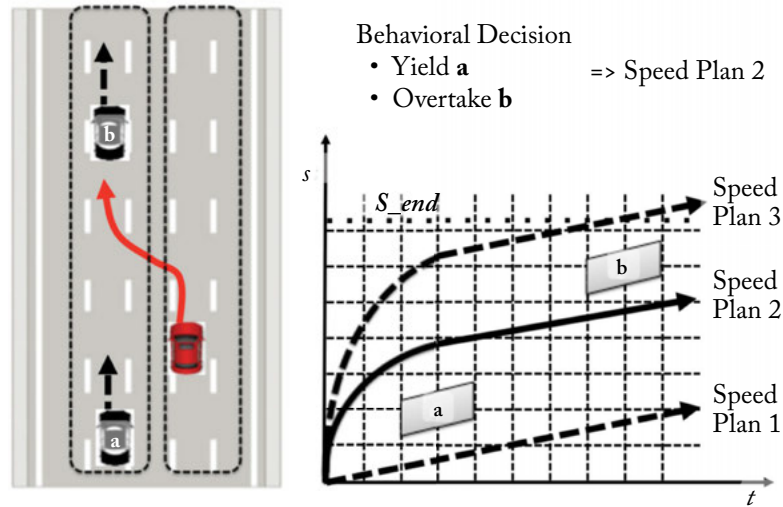 Behavioral Decision
• Yield a
=> Speed Plan 2
• Overtake b
b
a
s
S_end
Speed
Plan 3
b
Speed
Plan 2
a
Speed
Plan 1
t